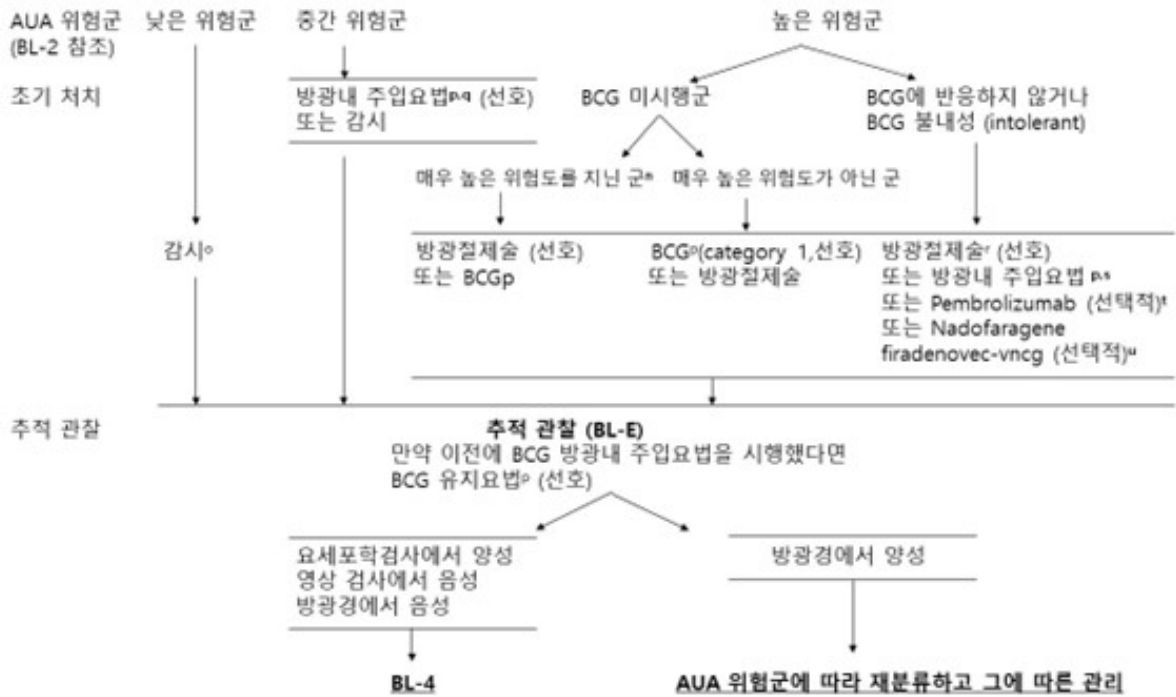 AUA 위험군 낮은 위험군 중간 위험군 높은 위험군
(BL-2 참조)
초기 처치
방광내 주입요법p,q (선호)
또는 감시
BCG 미시행군
BCG에 반응하지 않거나
BCG 불내성 (intolerant)
매우 높은 위험도를 지닌 군n 매우 높은 위험도가 아닌 군
감시o
방광절제술 (선호)
또는 BCGp
BCGp(category 1,선호)
또는 방광절제술
방광절제술r (선호)
또는 방광내 주입요법 p,s
또는 Pembrolizumab (선택적)t
또는 Nadofaragene
firadenovec-vncg (선택적)u
추적 관찰
추적 관찰 (BL-E)
만약 이전에 BCG 방광내 주입요법을 시행했다면
BCG 유지요법p (선호)
요세포학검사에서 양성
영상 검사에서 음성
방광경에서 음성
방광경에서 양성
BL-4
AUA 위험군에 따라 재분류하고 그에 따른 관리